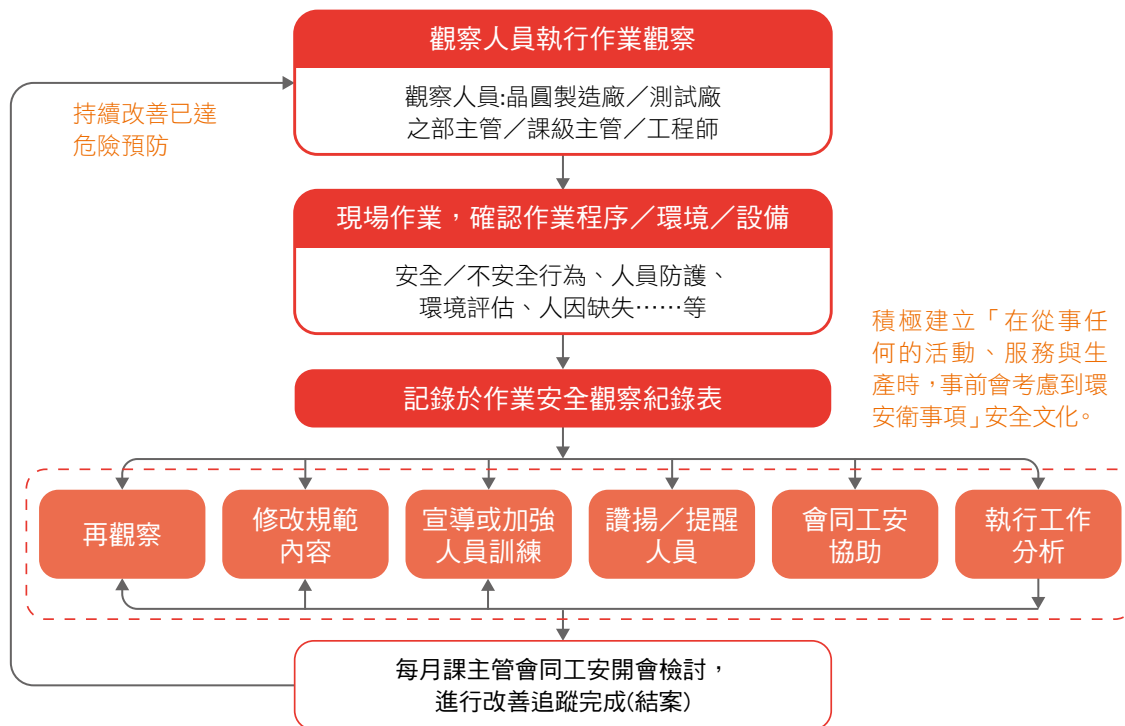 觀察人員執行作業觀察
觀察人員:晶圓製造廠／測試廠
之部主管／課級主管／工程師
持續改善已達
危險預防
現場作業，確認作業程序／環境／設備
安全／不安全行為、人員防護、
環境評估、人因缺失……等
積極建立「在從事任
何的活動、服務與生
產時，事前會考慮到環
安衛事項」安全文化。
記錄於作業安全觀察紀錄表
再觀察
修改規範
內容
宣導或加強
人員訓練
讚揚／提醒
人員
會同工安
協助
執行工作
分析
每月課主管會同工安開會檢討，
進行改善追蹤完成(結案)